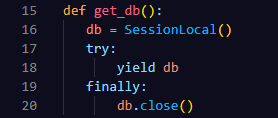 15 def get_db():
16     db = SessionLocal()
17     try:
18         yield db
19     finally:
20         db.close()